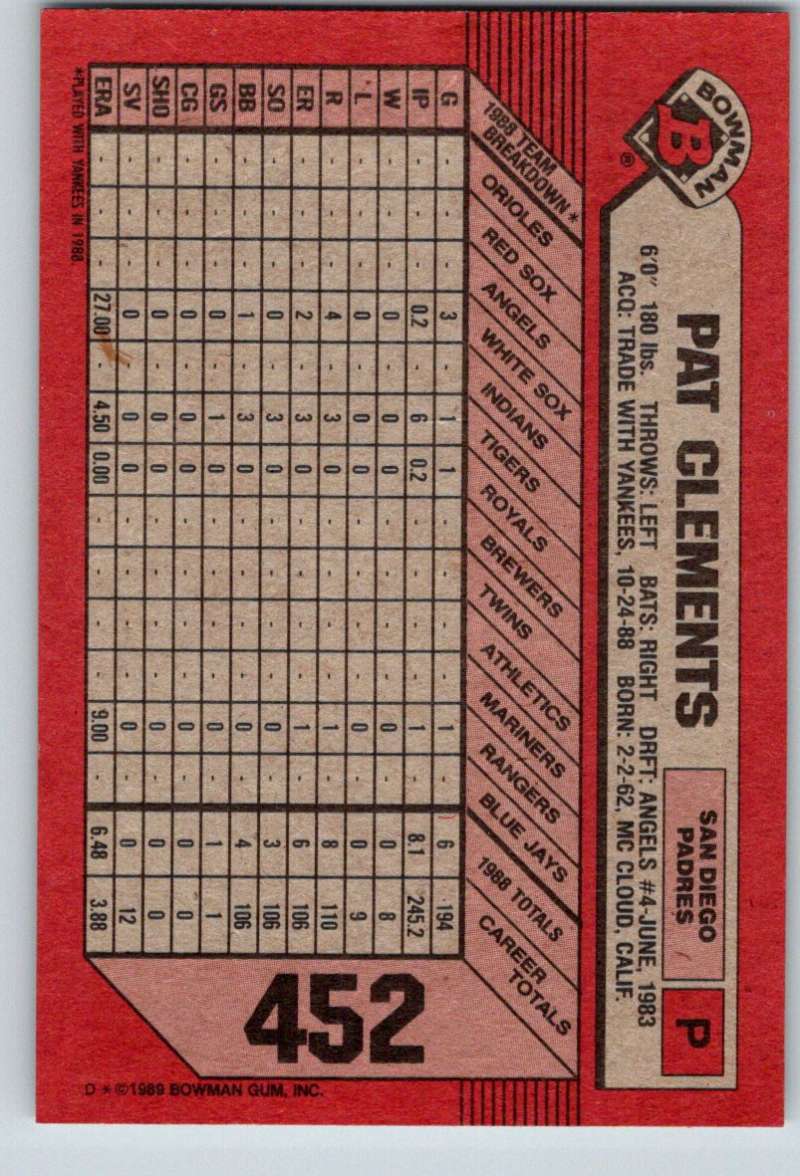 BOWMAN
B
®
PAT CLEMENTS
SAN DIEGO
PADRES
P
6'0" 180 lbs. THROWS: LEFT BATS: RIGHT DRFT: ANGELS #4-JUNE, 1983
ACQ: TRADE WITH YANKEES, 10-24-88 BORN: 2-2-62, MC CLOUD, CALIF.
1988 TEAM
BREAKDOWN*
ORIOLES
RED SOX
ANGELS
WHITE SOX
INDIANS
TIGERS
ROYALS
BREWERS
TWINS
ATHLETICS
MARINERS
RANGERS
BLUE JAYS
1988 TOTALS
CAREER
TOTALS
G - - - 3 - 1 1 - - - - 1 - 6 194
IP - - - 0.2 - 6 0.2 - - - - 1 - 8.1 245.2
W - - - 0 - 0 0 - - - - 0 - 0 8
L - - - 0 - 0 0 - - - - 0 - 0 9
R - - - 4 - 3 0 - - - - 1 - 8 110
ER - - - 2 - 3 0 - - - - 1 - 6 106
SO - - - 0 - 3 0 - - - - 0 - 3 106
BB - - - 1 - 3 0 - - - - 0 - 4 106
GS - - - 0 - 1 0 - - - - 0 - 1 1
CG - - - 0 - 0 0 - - - - 0 - 0 0
SHO - - - 0 - 0 0 - - - - 0 - 0 0
SV - - - 0 - 0 0 - - - - 0 - 0 12
ERA - - - 27.00 - 4.50 0.00 - - - - 9.00 - 6.48 3.88
*PLAYED WITH YANKEES IN 1988.
452
D * ©1989 BOWMAN GUM, INC.